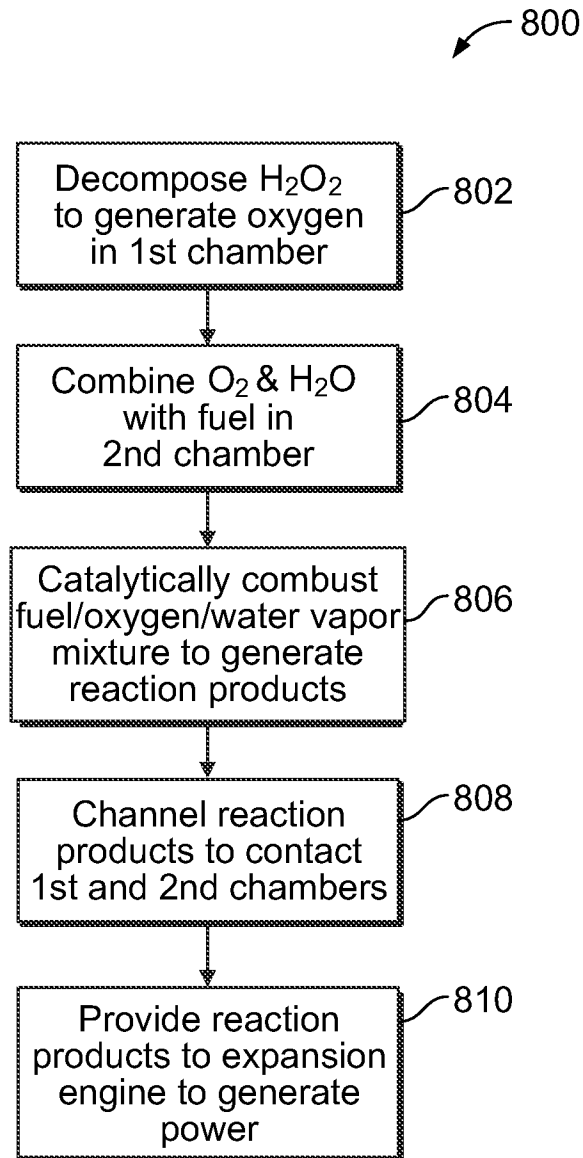 800
Decompose H₂O₂
to generate oxygen
in 1st chamber
802
Combine O₂ & H₂O
with fuel in
2nd chamber
804
Catalytically combust
fuel/oxygen/water vapor
mixture to generate
reaction products
806
Channel reaction
products to contact
1st and 2nd chambers
808
Provide reaction
products to expansion
engine to generate
power
810